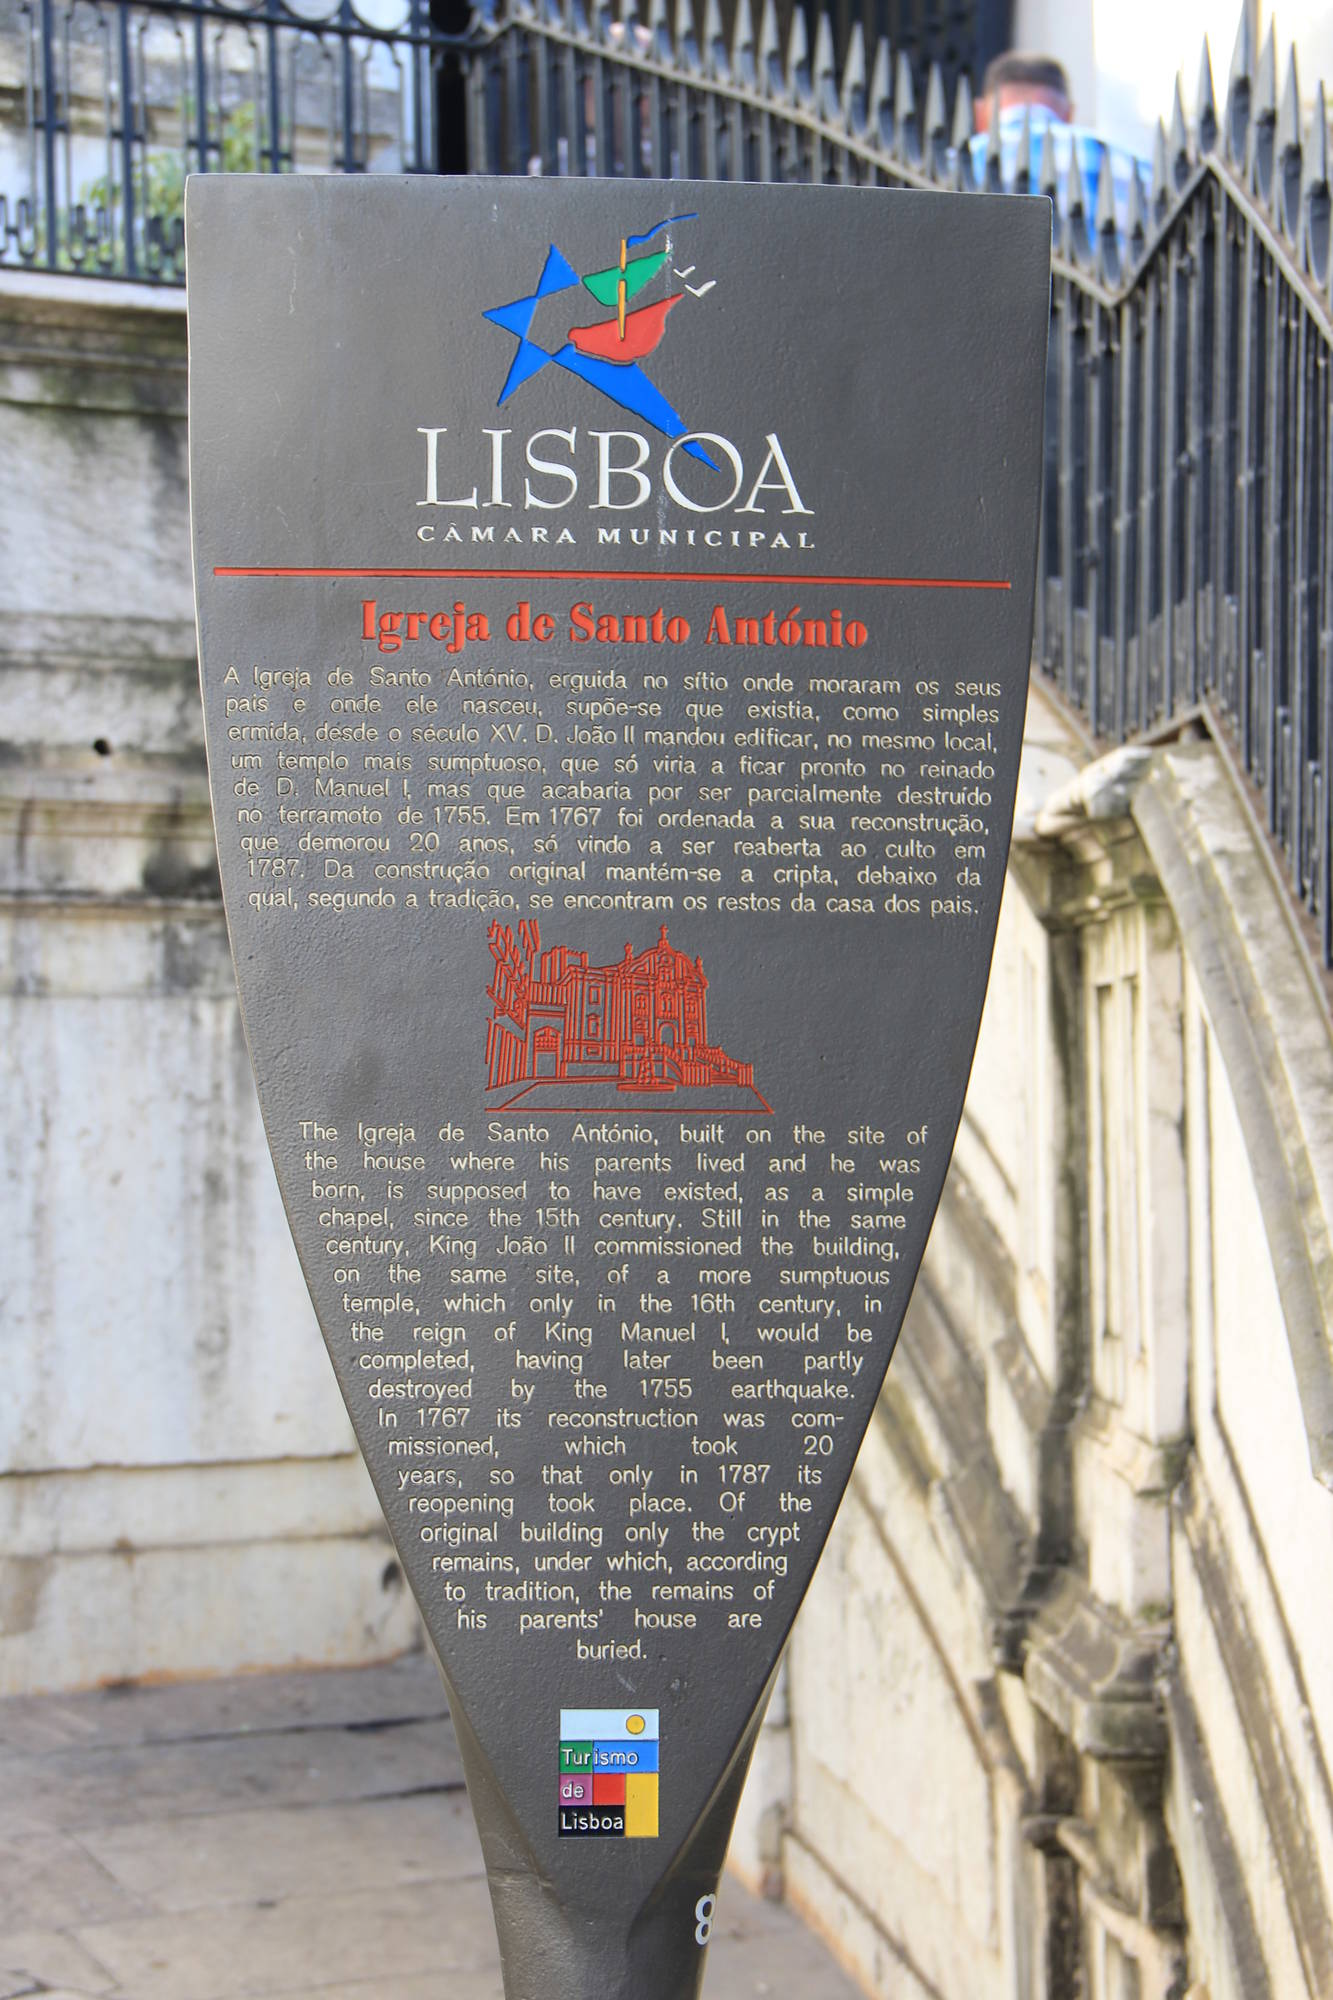 LISBOA
CÂMARA MUNICIPAL
Igreja de Santo António
A Igreja de Santo António, erguida no sítio onde moraram os seus
pais e onde ele nasceu, supõe-se que existia, como simples
ermida, desde o século XV. D. João II mandou edificar, no mesmo local,
um templo mais sumptuoso, que só viria a ficar pronto no reinado
de D. Manuel I, mas que acabaria por ser parcialmente destruído
no terramoto de 1755. Em 1767 foi ordenada a sua reconstrução,
que demorou 20 anos, só vindo a ser reaberta ao culto em
1787. Da construção original mantém-se a cripta, debaixo da
qual, segundo a tradição, se encontram os restos da casa dos pais.
The Igreja de Santo António, built on the site of
the house where his parents lived and he was
born, is supposed to have existed, as a simple
chapel, since the 15th century. Still in the same
century, King João II commissioned the building,
on the same site, of a more sumptuous
temple, which only in the 16th century, in
the reign of King Manuel I, would be
completed, having later been partly
destroyed by the 1755 earthquake.
In 1767 its reconstruction was com-
missioned, which took 20
years, so that only in 1787 its
reopening took place. Of the
original building only the crypt
remains, under which, according
to tradition, the remains of
his parents' house are
buried.
Turismo
de
Lisboa
8